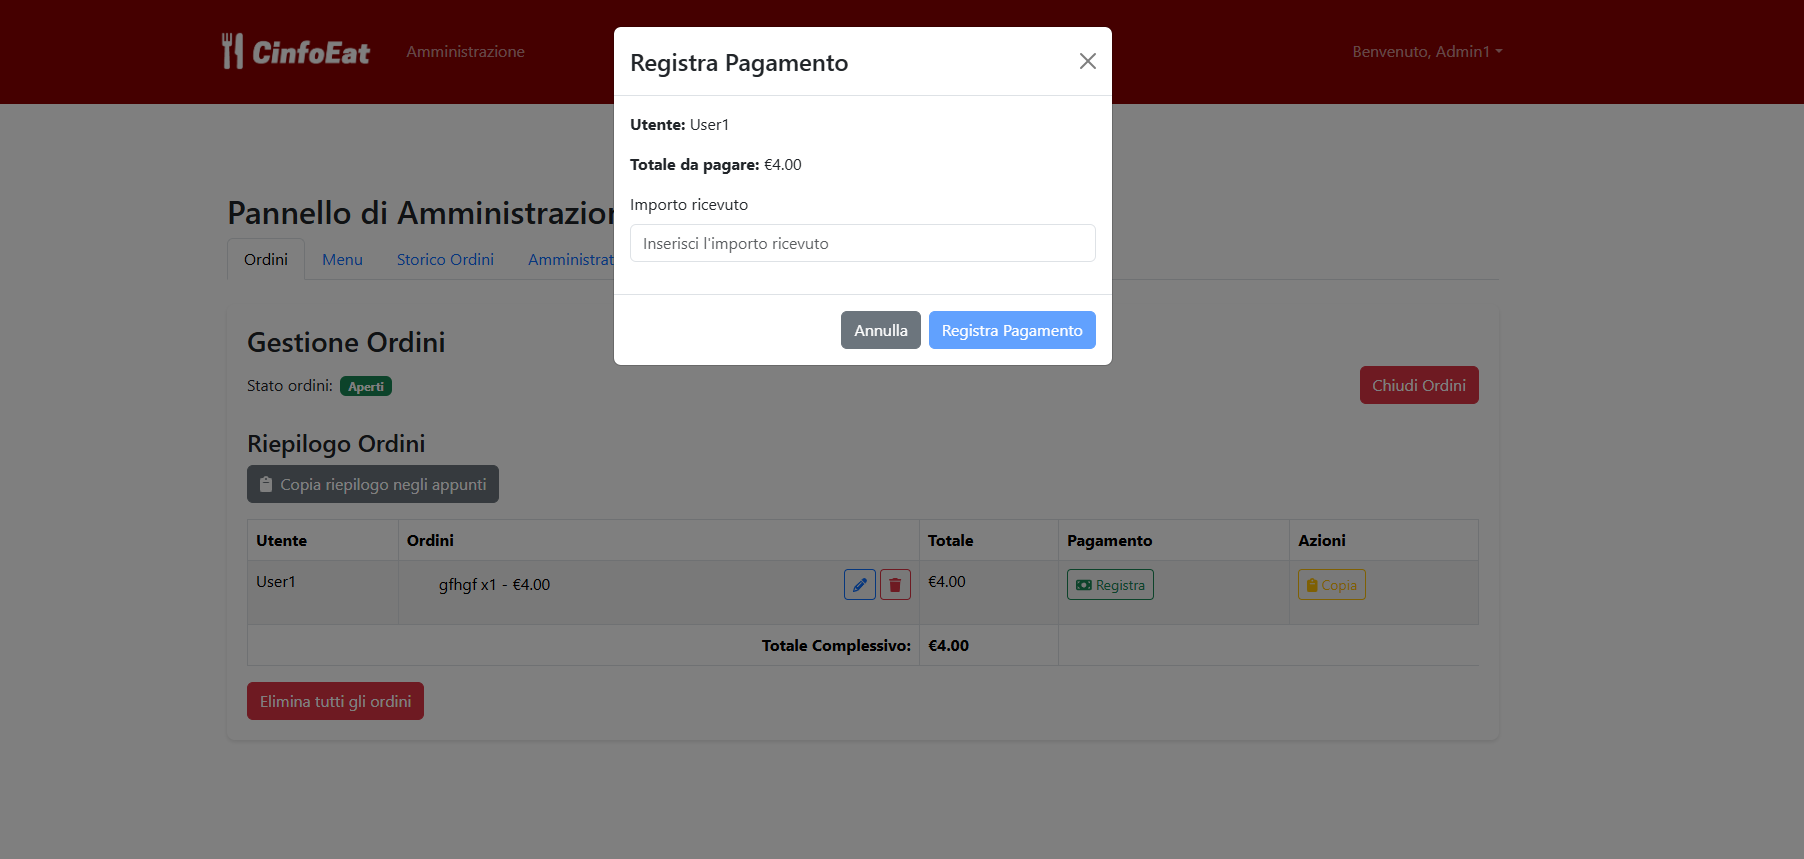 CinfoEat
Amministrazione
Benvenuto, Admin1
Registra Pagamento
Utente: User1
Totale da pagare: €4.00
Importo ricevuto
Inserisci l'importo ricevuto
Annulla
Registra Pagamento
Pannello di Amministrazior
Ordini
Menu
Storico Ordini
Amministrat
Gestione Ordini
Stato ordini: Aperti
Chiudi Ordini
Riepilogo Ordini
Copia riepilogo negli appunti
Utente Ordini Totale Pagamento Azioni
User1 gfhgf x1 - €4.00 €4.00 Registra Copia
Totale Complessivo: €4.00
Elimina tutti gli ordini